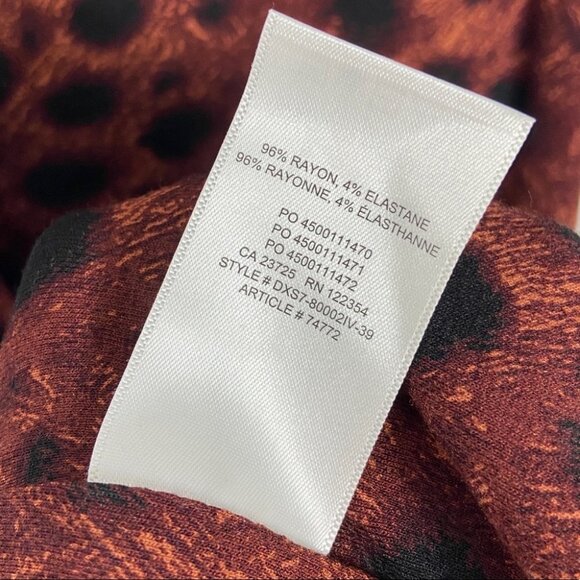 96% RAYON, 4% ELASTANE
96% RAYONNE, 4% ÉLASTHANNE
PO 4500111470
PO 4500111471
PO 4500111472
CA 23725 RN 122354
STYLE # DXS7-80002IV-39
ARTICLE # 74772